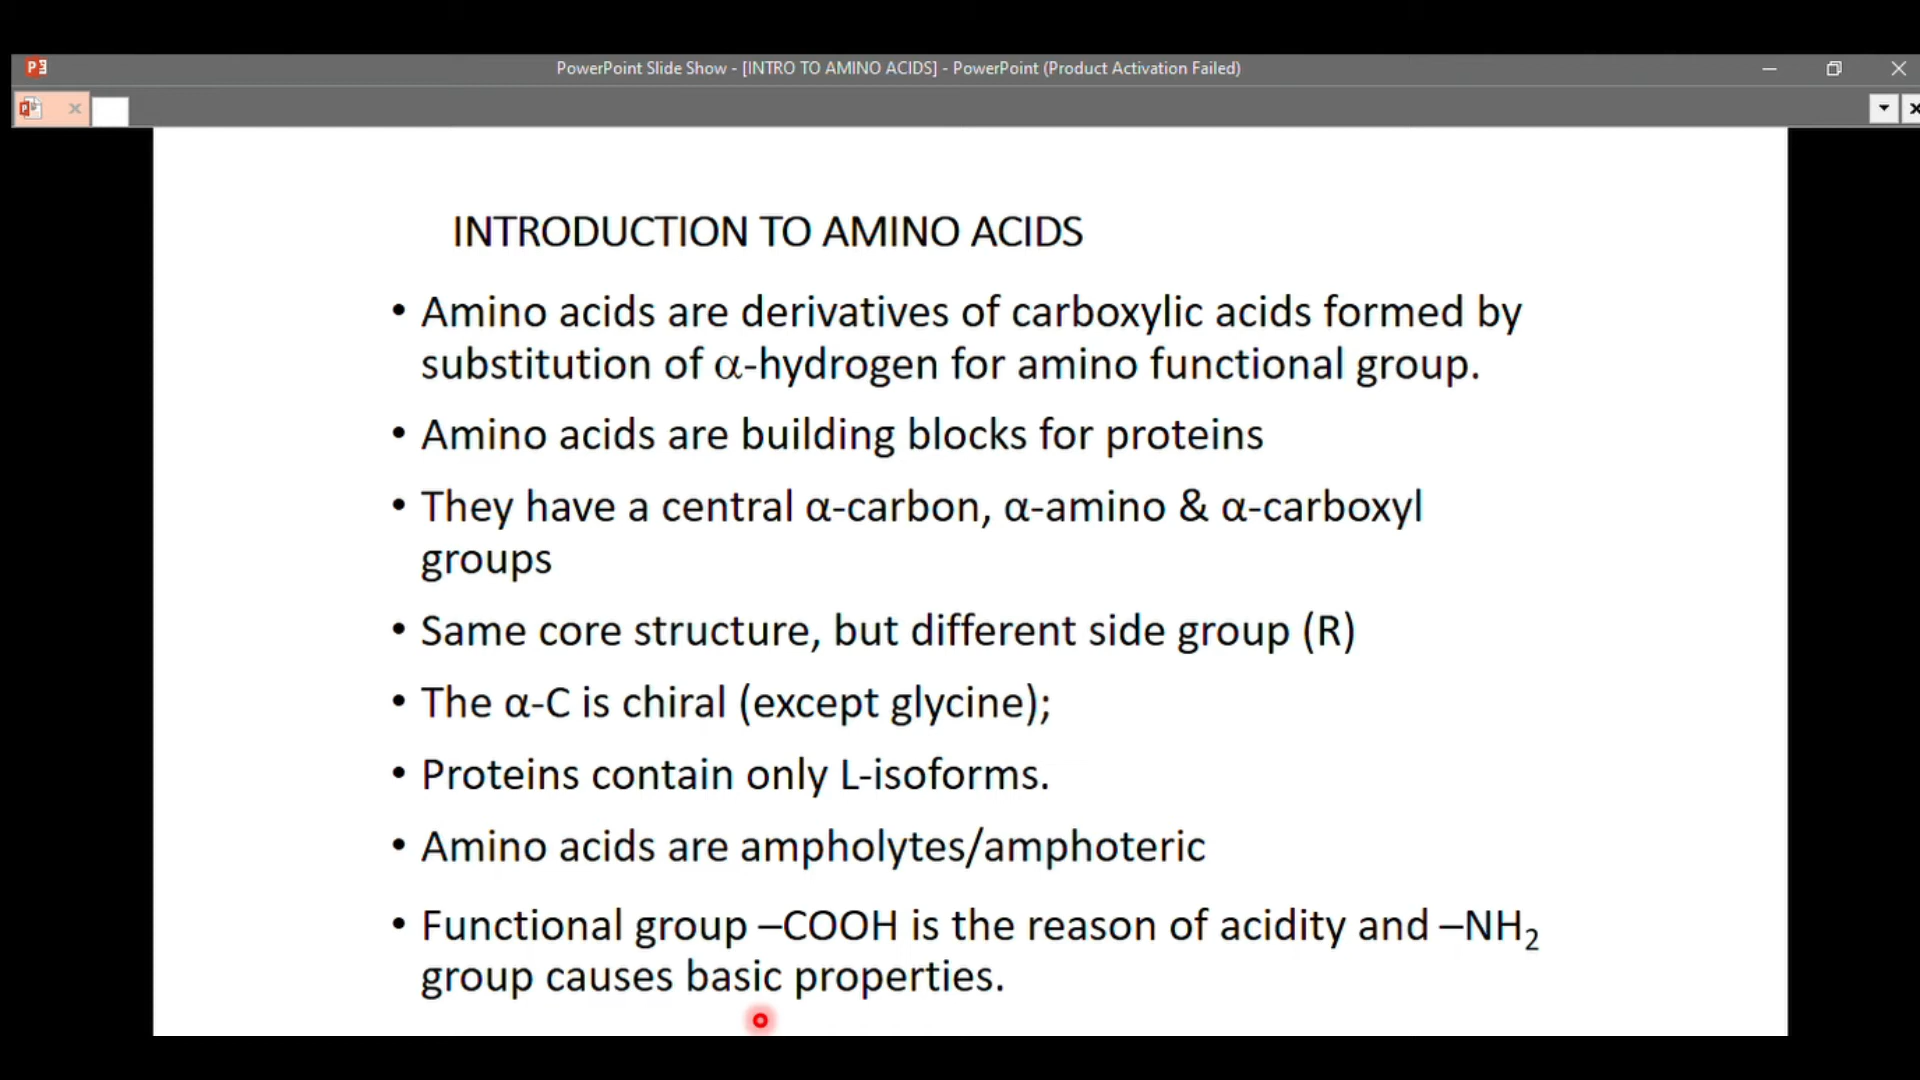 PowerPoint Slide Show - [INTRO TO AMINO ACIDS] - PowerPoint (Product Activation Failed)
INTRODUCTION TO AMINO ACIDS
• Amino acids are derivatives of carboxylic acids formed by
substitution of α-hydrogen for amino functional group.
• Amino acids are building blocks for proteins
• They have a central α-carbon, α-amino & α-carboxyl
groups
• Same core structure, but different side group (R)
• The α-C is chiral (except glycine);
• Proteins contain only L-isoforms.
• Amino acids are ampholytes/amphoteric
• Functional group –COOH is the reason of acidity and –NH₂
group causes basic properties.